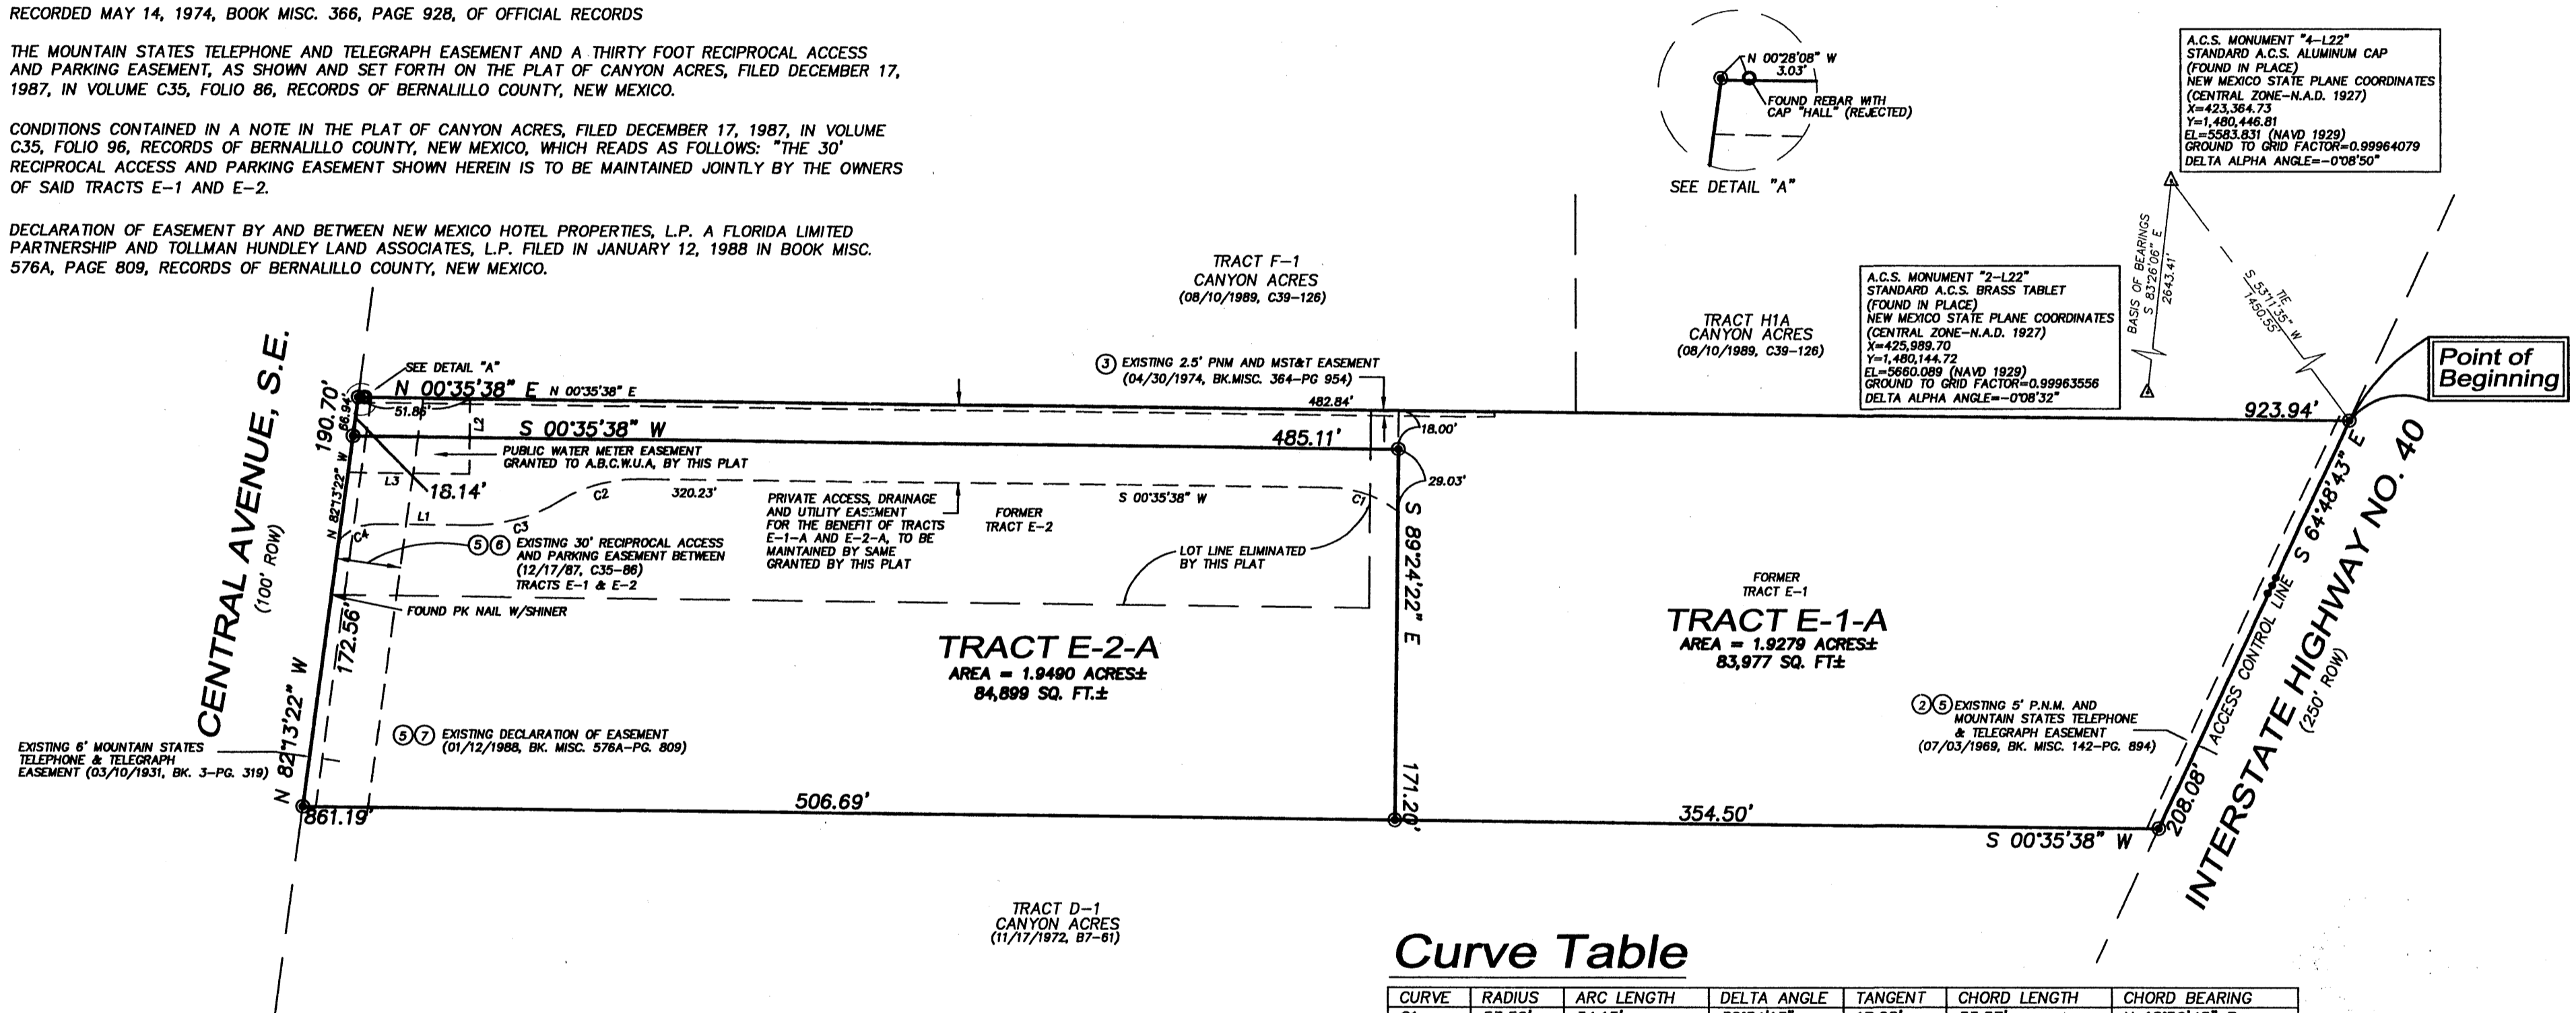 RECORDED MAY 14, 1974, BOOK MISC. 366, PAGE 928, OF OFFICIAL RECORDS
THE MOUNTAIN STATES TELEPHONE AND TELEGRAPH EASEMENT AND A THIRTY FOOT RECIPROCAL ACCESS
AND PARKING EASEMENT, AS SHOWN AND SET FORTH ON THE PLAT OF CANYON ACRES, FILED DECEMBER 17,
1987, IN VOLUME C35, FOLIO 86, RECORDS OF BERNALILLO COUNTY, NEW MEXICO.
CONDITIONS CONTAINED IN A NOTE IN THE PLAT OF CANYON ACRES, FILED DECEMBER 17, 1987, IN VOLUME
C35, FOLIO 96, RECORDS OF BERNALILLO COUNTY, NEW MEXICO, WHICH READS AS FOLLOWS: "THE 30'
RECIPROCAL ACCESS AND PARKING EASEMENT SHOWN HEREIN IS TO BE MAINTAINED JOINTLY BY THE OWNERS
OF SAID TRACTS E-1 AND E-2.
DECLARATION OF EASEMENT BY AND BETWEEN NEW MEXICO HOTEL PROPERTIES, L.P. A FLORIDA LIMITED
PARTNERSHIP AND TOLLMAN HUNDLEY LAND ASSOCIATES, L.P. FILED IN JANUARY 12, 1988 IN BOOK MISC.
576A, PAGE 809, RECORDS OF BERNALILLO COUNTY, NEW MEXICO.
N 00°28'08" W
3.03'
FOUND REBAR WITH
CAP "HALL" (REJECTED)
SEE DETAIL "A"
A.C.S. MONUMENT "4-L22"
STANDARD A.C.S. ALUMINUM CAP
(FOUND IN PLACE)
NEW MEXICO STATE PLANE COORDINATES
(CENTRAL ZONE-N.A.D. 1927)
X=423,364.73
Y=1,480,446.81
EL=5583.831 (NAVD 1929)
GROUND TO GRID FACTOR=0.99964079
DELTA ALPHA ANGLE=-0°08'50"
A.C.S. MONUMENT "2-L22"
STANDARD A.C.S. BRASS TABLET
(FOUND IN PLACE)
NEW MEXICO STATE PLANE COORDINATES
(CENTRAL ZONE-N.A.D. 1927)
X=425,989.70
Y=1,480,144.72
EL=5660.089 (NAVD 1929)
GROUND TO GRID FACTOR=0.99963556
DELTA ALPHA ANGLE=-0°08'32"
BASIS OF BEARINGS
S 83°26'06" E
2643.41'
TIE
S 53°11'35" W
1450.55'
Point of
Beginning
TRACT F-1
CANYON ACRES
(08/10/1989, C39-126)
TRACT H1A
CANYON ACRES
(08/10/1989, C39-126)
③ EXISTING 2.5' PNM AND MST&T EASEMENT
(04/30/1974, BK.MISC. 364-PG 954)
SEE DETAIL "A"
N 00°35'38" E
N 00°35'38" E
482.84'
923.94'
51.86'
66.94'
190.70'
L2
S 00°35'38" W
485.11'
18.00'
PUBLIC WATER METER EASEMENT
GRANTED TO A.B.C.W.U.A, BY THIS PLAT
L3
18.14'
29.03'
C2
320.23'
S 00°35'38" W
C1
L1
C3
C4
N 82°13'22" W
PRIVATE ACCESS, DRAINAGE
AND UTILITY EASEMENT
FOR THE BENEFIT OF TRACTS
E-1-A AND E-2-A, TO BE
MAINTAINED BY SAME
GRANTED BY THIS PLAT
FORMER
TRACT E-2
⑤⑥ EXISTING 30' RECIPROCAL ACCESS
AND PARKING EASEMENT BETWEEN
(12/17/87, C35-86)
TRACTS E-1 & E-2
LOT LINE ELIMINATED
BY THIS PLAT
FOUND PK NAIL W/SHINER
CENTRAL AVENUE, S.E.
(100' ROW)
172.56'
N 82°13'22" W
TRACT E-2-A
AREA = 1.9490 ACRES±
84,899 SQ. FT.±
S 89°24'22" E
171.20'
FORMER
TRACT E-1
TRACT E-1-A
AREA = 1.9279 ACRES±
83,977 SQ. FT±
S 64°48'43" E
ACCESS CONTROL LINE
INTERSTATE HIGHWAY NO. 40
(250' ROW)
208.08'
②⑤ EXISTING 5' P.N.M. AND
MOUNTAIN STATES TELEPHONE
& TELEGRAPH EASEMENT
(07/03/1969, BK. MISC. 142-PG. 894)
⑤⑦ EXISTING DECLARATION OF EASEMENT
(01/12/1988, BK. MISC. 576A-PG. 809)
EXISTING 6' MOUNTAIN STATES
TELEPHONE & TELEGRAPH
EASEMENT (03/10/1931, BK. 3-PG. 319)
861.19'
506.69'
354.50'
S 00°35'38" W
TRACT D-1
CANYON ACRES
(11/17/1972, B7-61)
Curve Table
CURVE RADIUS ARC LENGTH DELTA ANGLE TANGENT CHORD LENGTH CHORD BEARING